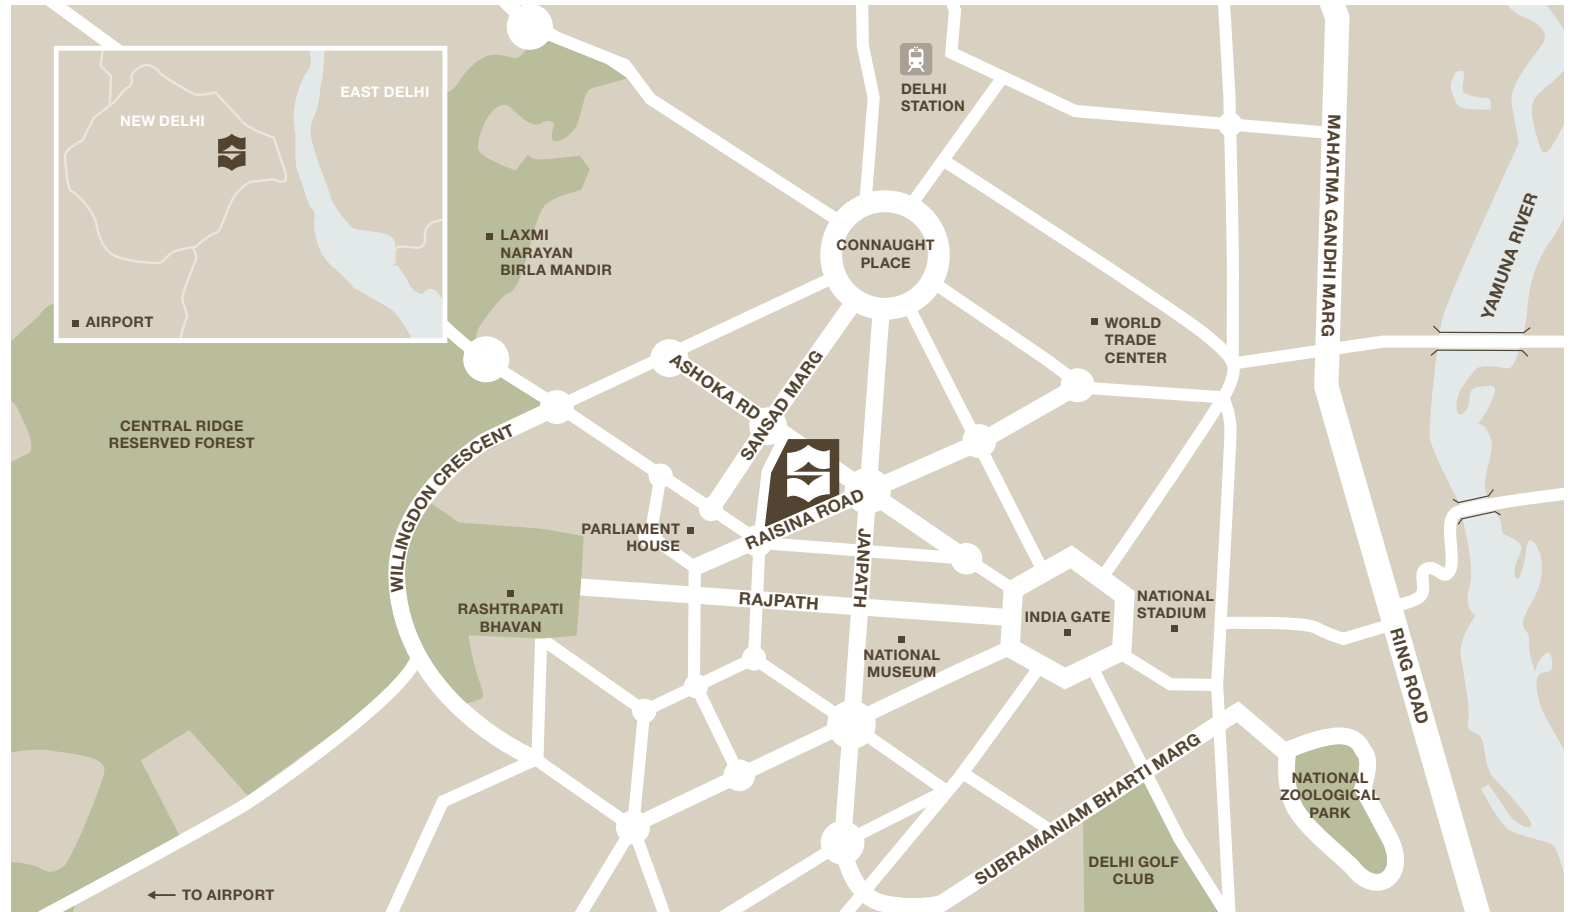 EAST DELHI
NEW DELHI
AIRPORT
DELHI
STATION
MAHATMA GANDHI MARG
YAMUNA RIVER
LAXMI
NARAYAN
BIRLA MANDIR
CONNAUGHT
PLACE
WORLD
TRADE
CENTER
ASHOKA RD
SANSAD MARG
CENTRAL RIDGE
RESERVED FOREST
WILLINGDON CRESCENT
PARLIAMENT
HOUSE
RAISINA ROAD
JANPATH
RASHTRAPATI
BHAVAN
RAJPATH
INDIA GATE
NATIONAL
STADIUM
NATIONAL
MUSEUM
RING ROAD
SUBRAMANIAM BHARTI MARG
NATIONAL
ZOOLOGICAL
PARK
DELHI GOLF
CLUB
TO AIRPORT